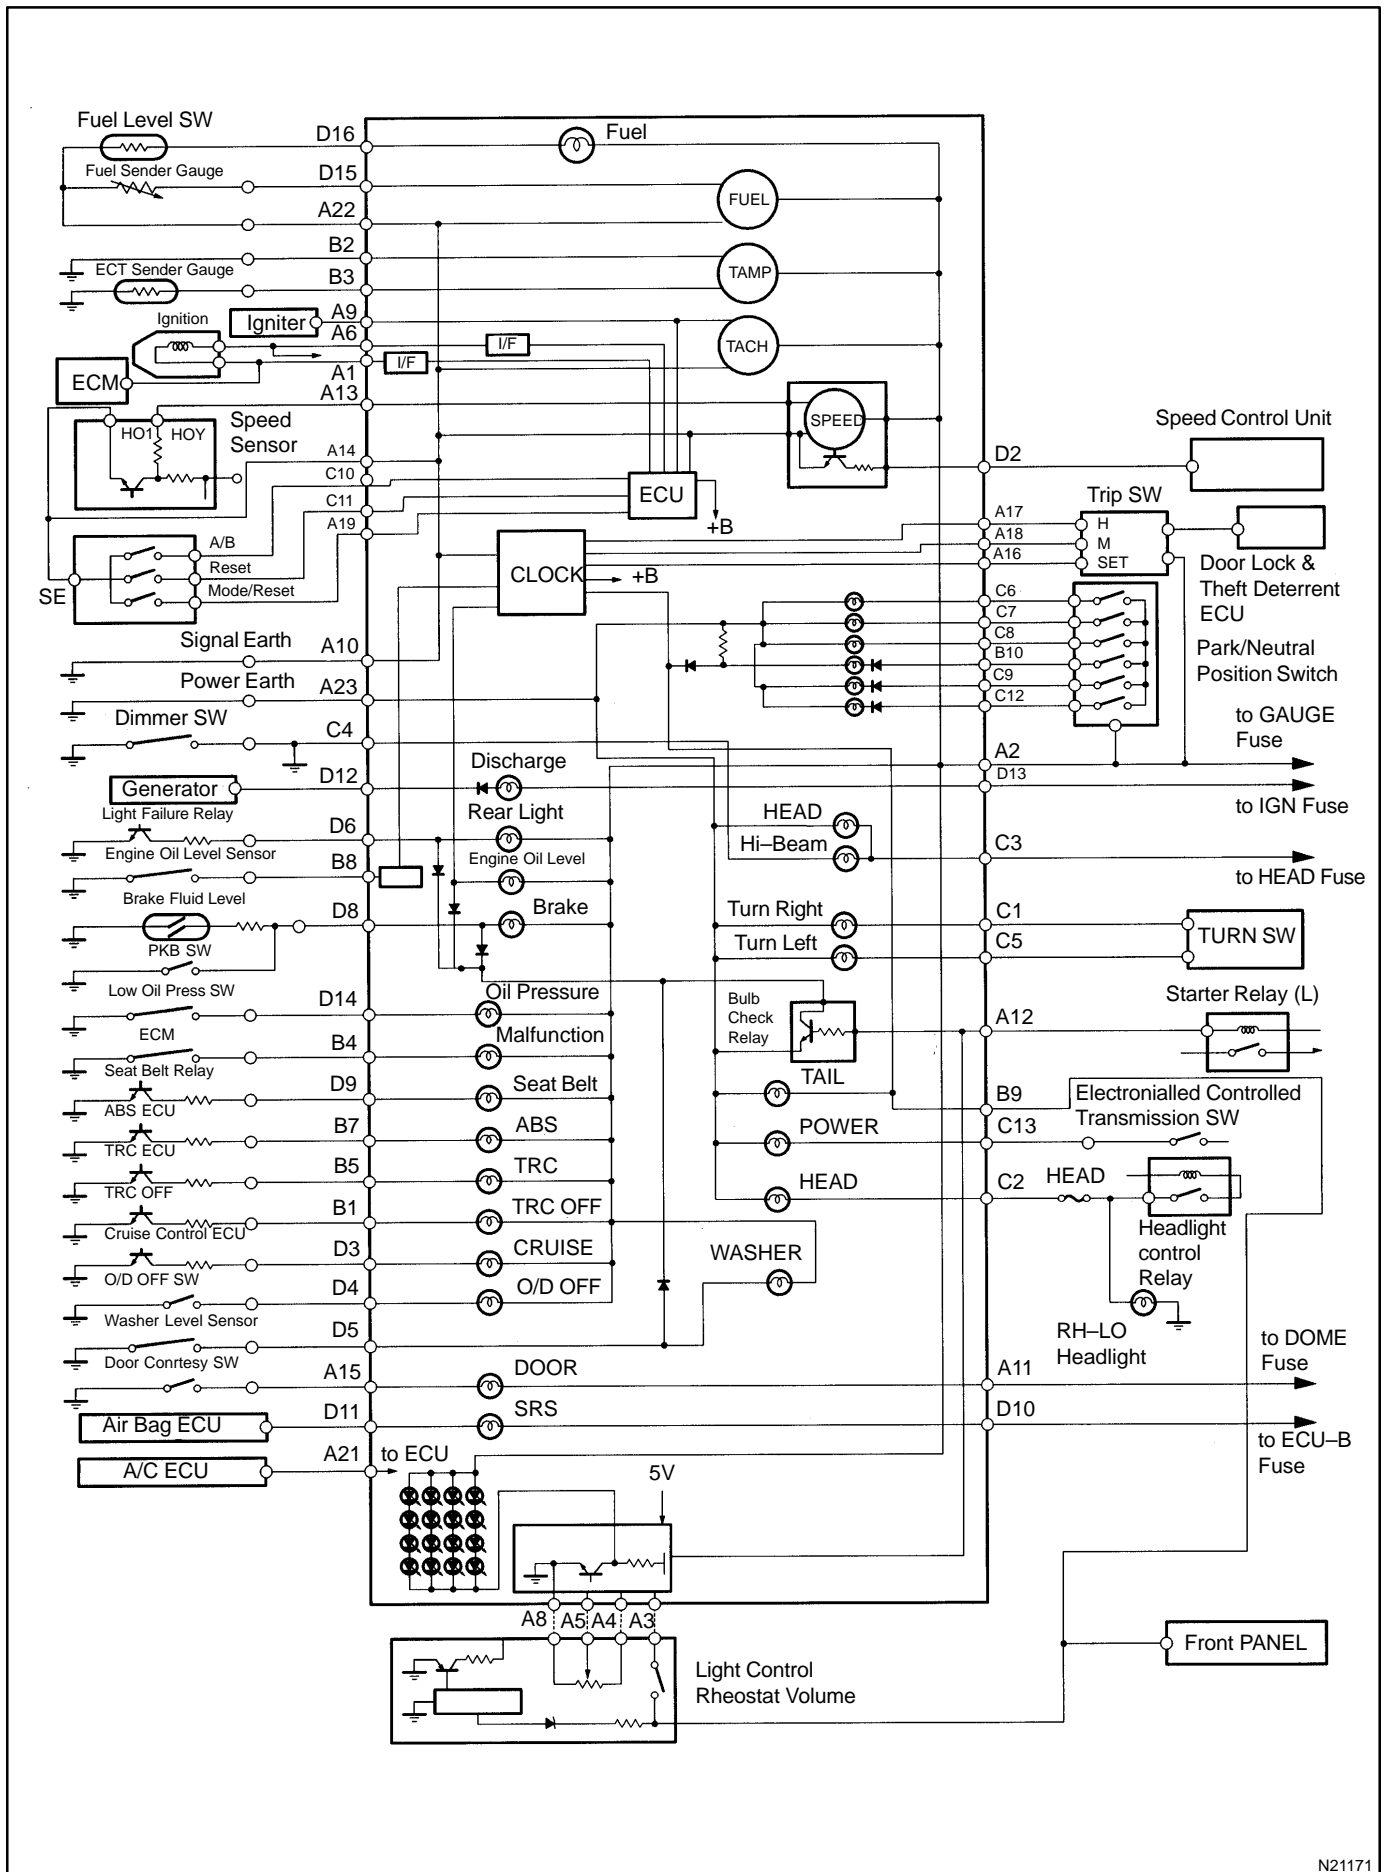 Fuel Level SW
D16
Fuel
Fuel Sender Gauge
D15
FUEL
A22
B2
ECT Sender Gauge
TAMP
B3
Igniter
A9
Ignition
A6
I/F
TACH
I/F
ECM
A1
A13
SPEED
Speed Control Unit
HO1
HOY
Speed
Sensor
A14
D2
C10
ECU
Trip SW
C11
+B
A17
H
A19
A18
M
A16
SET
A/B
Reset
Mode/Reset
SE
CLOCK
+B
Door Lock &
Theft Deterrent
ECU
C6
C7
C8
B10
C9
C12
Park/Neutral
Position Switch
Signal Earth
A10
Power Earth
A23
Dimmer SW
C4
to GAUGE
Fuse
A2
Discharge
D12
D13
Generator
to IGN Fuse
Light Failure Relay
Rear Light
HEAD
D6
Engine Oil Level Sensor
Engine Oil Level
Hi–Beam
C3
B8
to HEAD Fuse
Brake Fluid Level
D8
Brake
Turn Right
C1
TURN SW
PKB SW
Turn Left
C5
Low Oil Press SW
D14
Oil Pressure
Bulb
Check
Relay
Starter Relay (L)
A12
ECM
B4
Malfunction
Seat Belt Relay
D9
Seat Belt
TAIL
B9
Electronialled Controlled
Transmission SW
ABS ECU
B7
ABS
POWER
C13
TRC ECU
B5
TRC
HEAD
C2
HEAD
TRC OFF
B1
TRC OFF
Headlight
control
Relay
Cruise Control ECU
D3
CRUISE
WASHER
O/D OFF SW
D4
O/D OFF
Washer Level Sensor
D5
RH–LO
Headlight
to DOME
Fuse
Door Conrtesy SW
A15
DOOR
A11
Air Bag ECU
D11
SRS
D10
to ECU–B
Fuse
A/C ECU
A21
to ECU
5V
A8
A5
A4
A3
Front PANEL
Light Control
Rheostat Volume
N21171